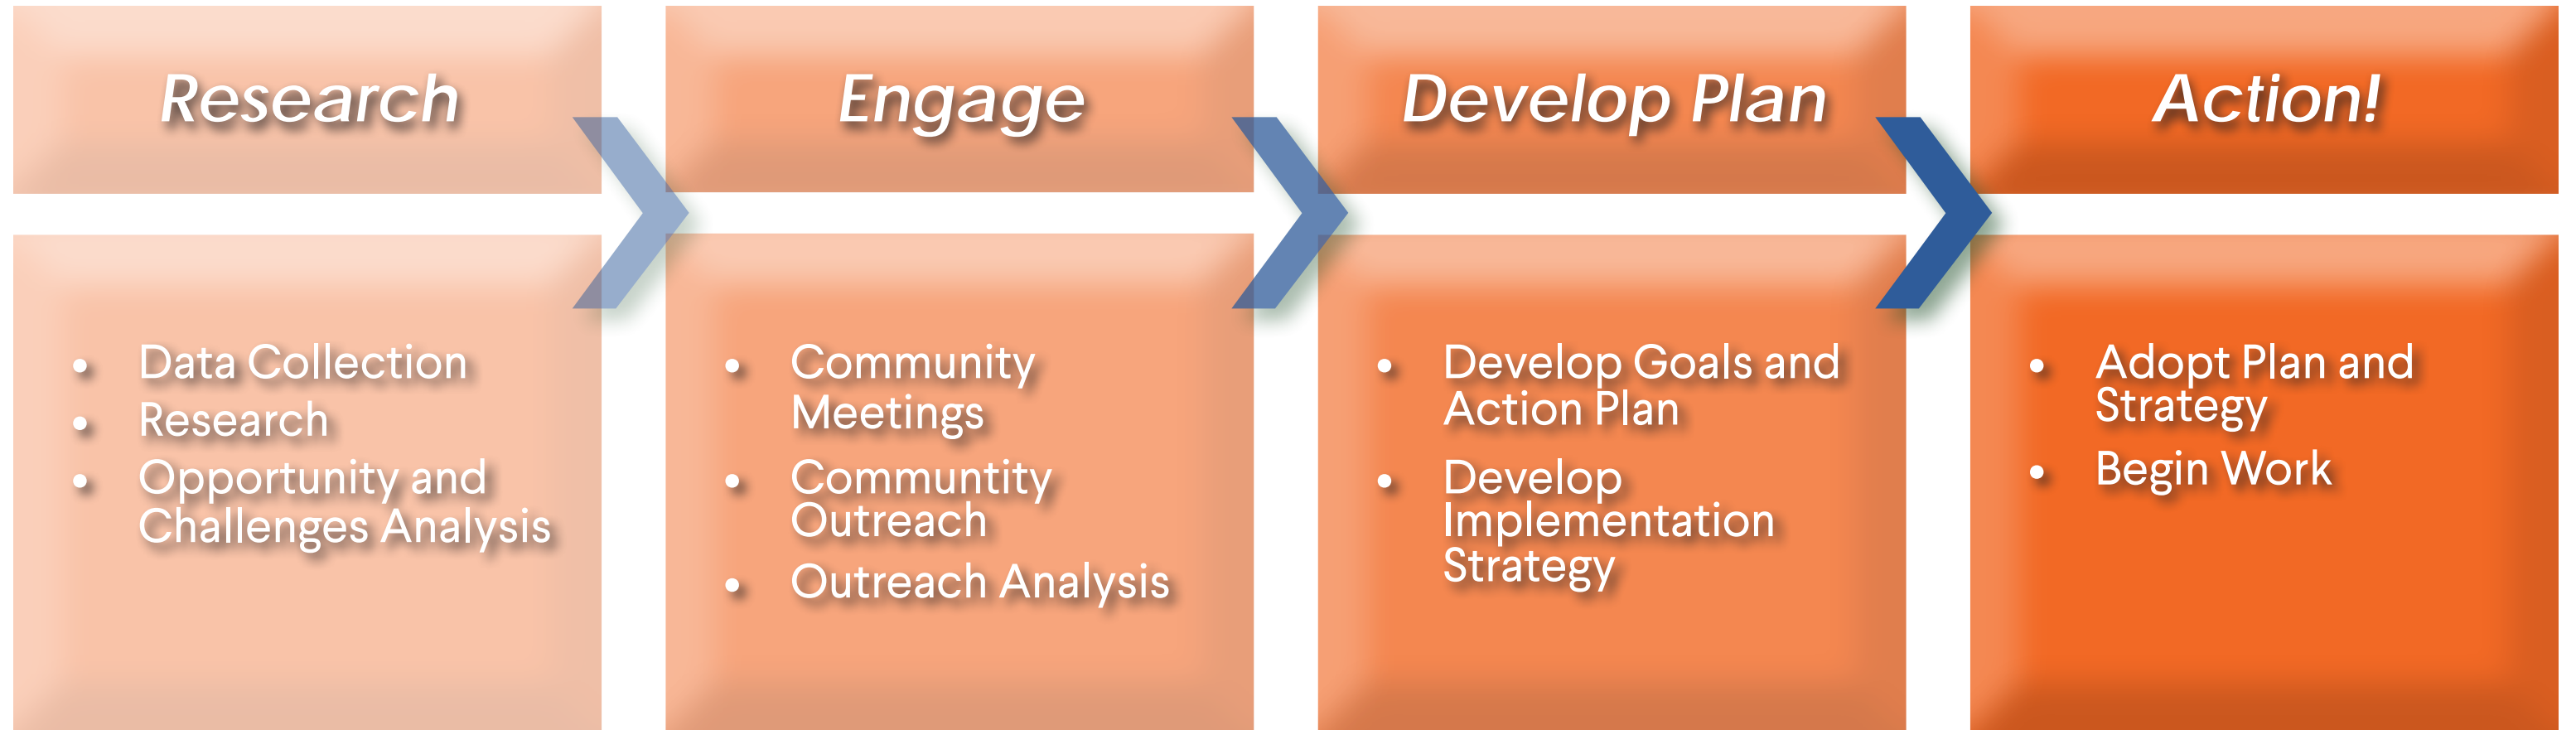 Research
• Data Collection
• Research
• Opportunity and
Challenges Analysis
Engage
• Community
Meetings
• Communtity
Outreach
• Outreach Analysis
Develop Plan
• Develop Goals and
Action Plan
• Develop
Implementation
Strategy
Action!
• Adopt Plan and
Strategy
• Begin Work